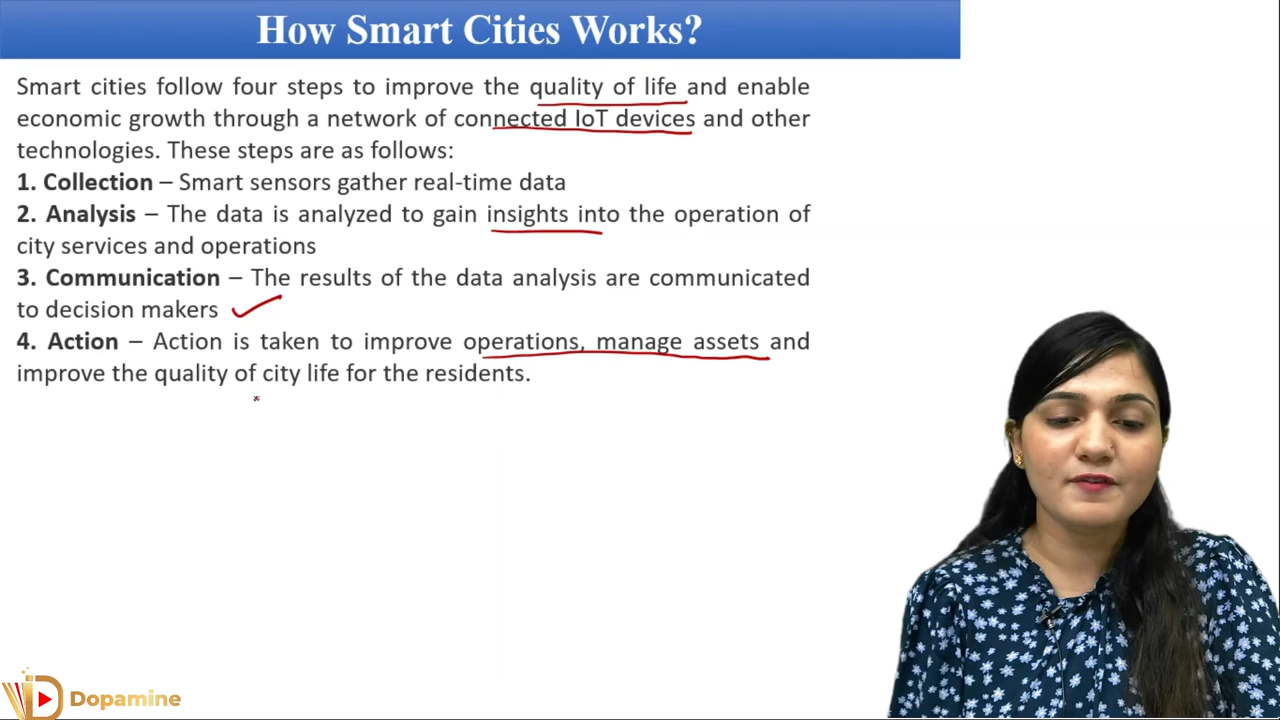 How Smart Cities Works?
Smart cities follow four steps to improve the quality of life and enable
economic growth through a network of connected IoT devices and other
technologies. These steps are as follows:
1. Collection – Smart sensors gather real-time data
2. Analysis – The data is analyzed to gain insights into the operation of
city services and operations
3. Communication – The results of the data analysis are communicated
to decision makers
4. Action – Action is taken to improve operations, manage assets and
improve the quality of city life for the residents.
Dopamine